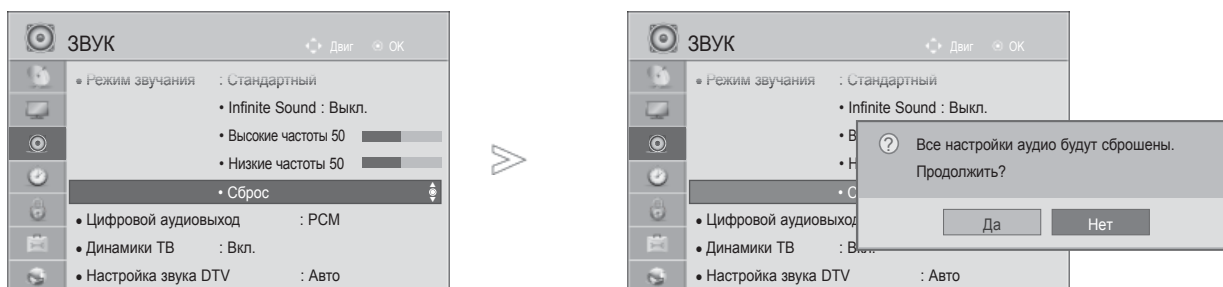 ЗВУК
Двиг OK
• Режим звучания : Стандартный
• Infinite Sound : Выкл.
• Высокие частоты 50
• Низкие частоты 50
• Сброс
• Цифровой аудиовыход : PCM
• Динамики ТВ : Вкл.
• Настройка звука DTV : Авто
ЗВУК
Двиг OK
• Режим звучания : Стандартный
• Infinite Sound : Выкл.
• В
• Н
• С
• Цифровой аудиовыход
• Динамики ТВ : Вкл.
• Настройка звука DTV : Авто
Все настройки аудио будут сброшены.
Продолжить?
Да Нет